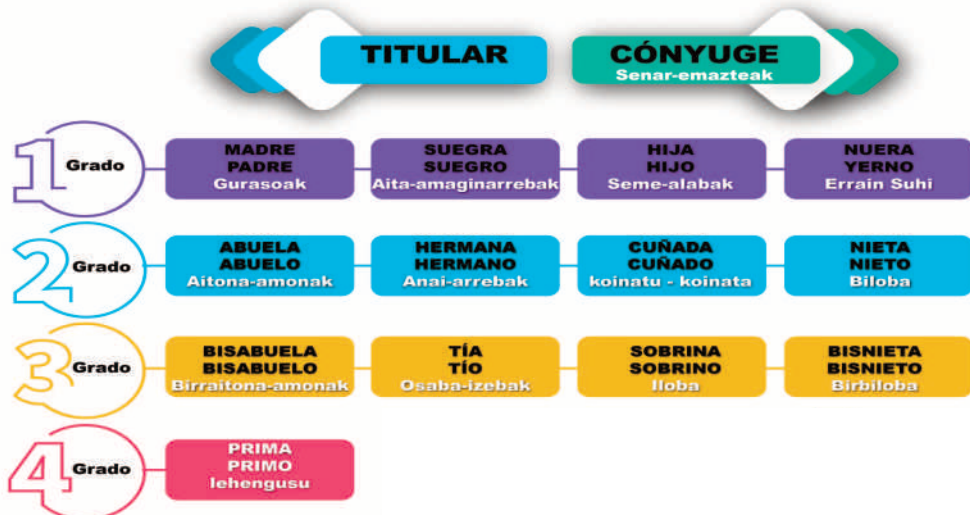 TITULAR
CÓNYUGE
Senar-emazteak
1 Grado
MADRE
PADRE
Gurasoak
SUEGRA
SUEGRO
Aita-amaginarrebak
HIJA
HIJO
Seme-alabak
NUERA
YERNO
Errain Suhi
2 Grado
ABUELA
ABUELO
Aitona-amonak
HERMANA
HERMANO
Anai-arrebak
CUÑADA
CUÑADO
koinatu - koinata
NIETA
NIETO
Biloba
3 Grado
BISABUELA
BISABUELO
Birraitona-amonak
TÍA
TÍO
Osaba-izebak
SOBRINA
SOBRINO
Iloba
BISNIETA
BISNIETO
Birbiloba
4 Grado
PRIMA
PRIMO
lehengusu